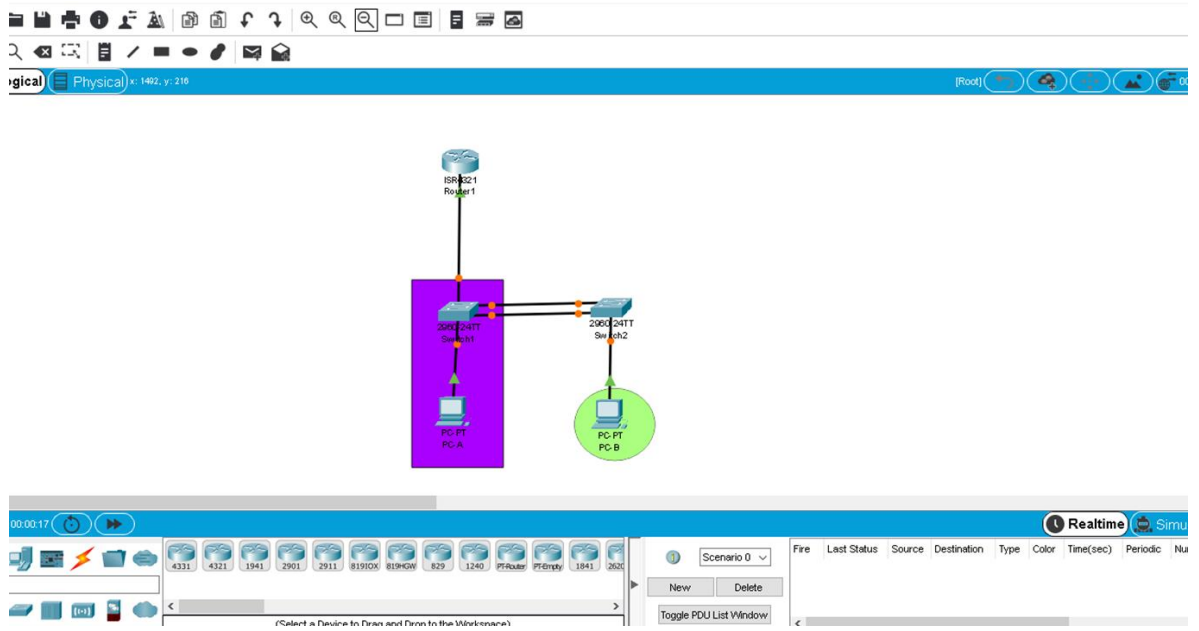 ogical Physical x: 1492, y: 216 [Root] 00
ISR4321
Router1
2960-24TT
Switch1
2960-24TT
Switch2
PC-PT
PC-A
PC-PT
PC-B
00:00:17 Realtime Simu
4331 4321 1941 2901 2911 819IOX 819HGW 829 1240 PT-Router PT-Empty 1841 2620
(Select a Device to Drag and Drop to the Workspace)
Scenario 0
New Delete
Toggle PDU List Window
Fire Last Status Source Destination Type Color Time(sec) Periodic Nu